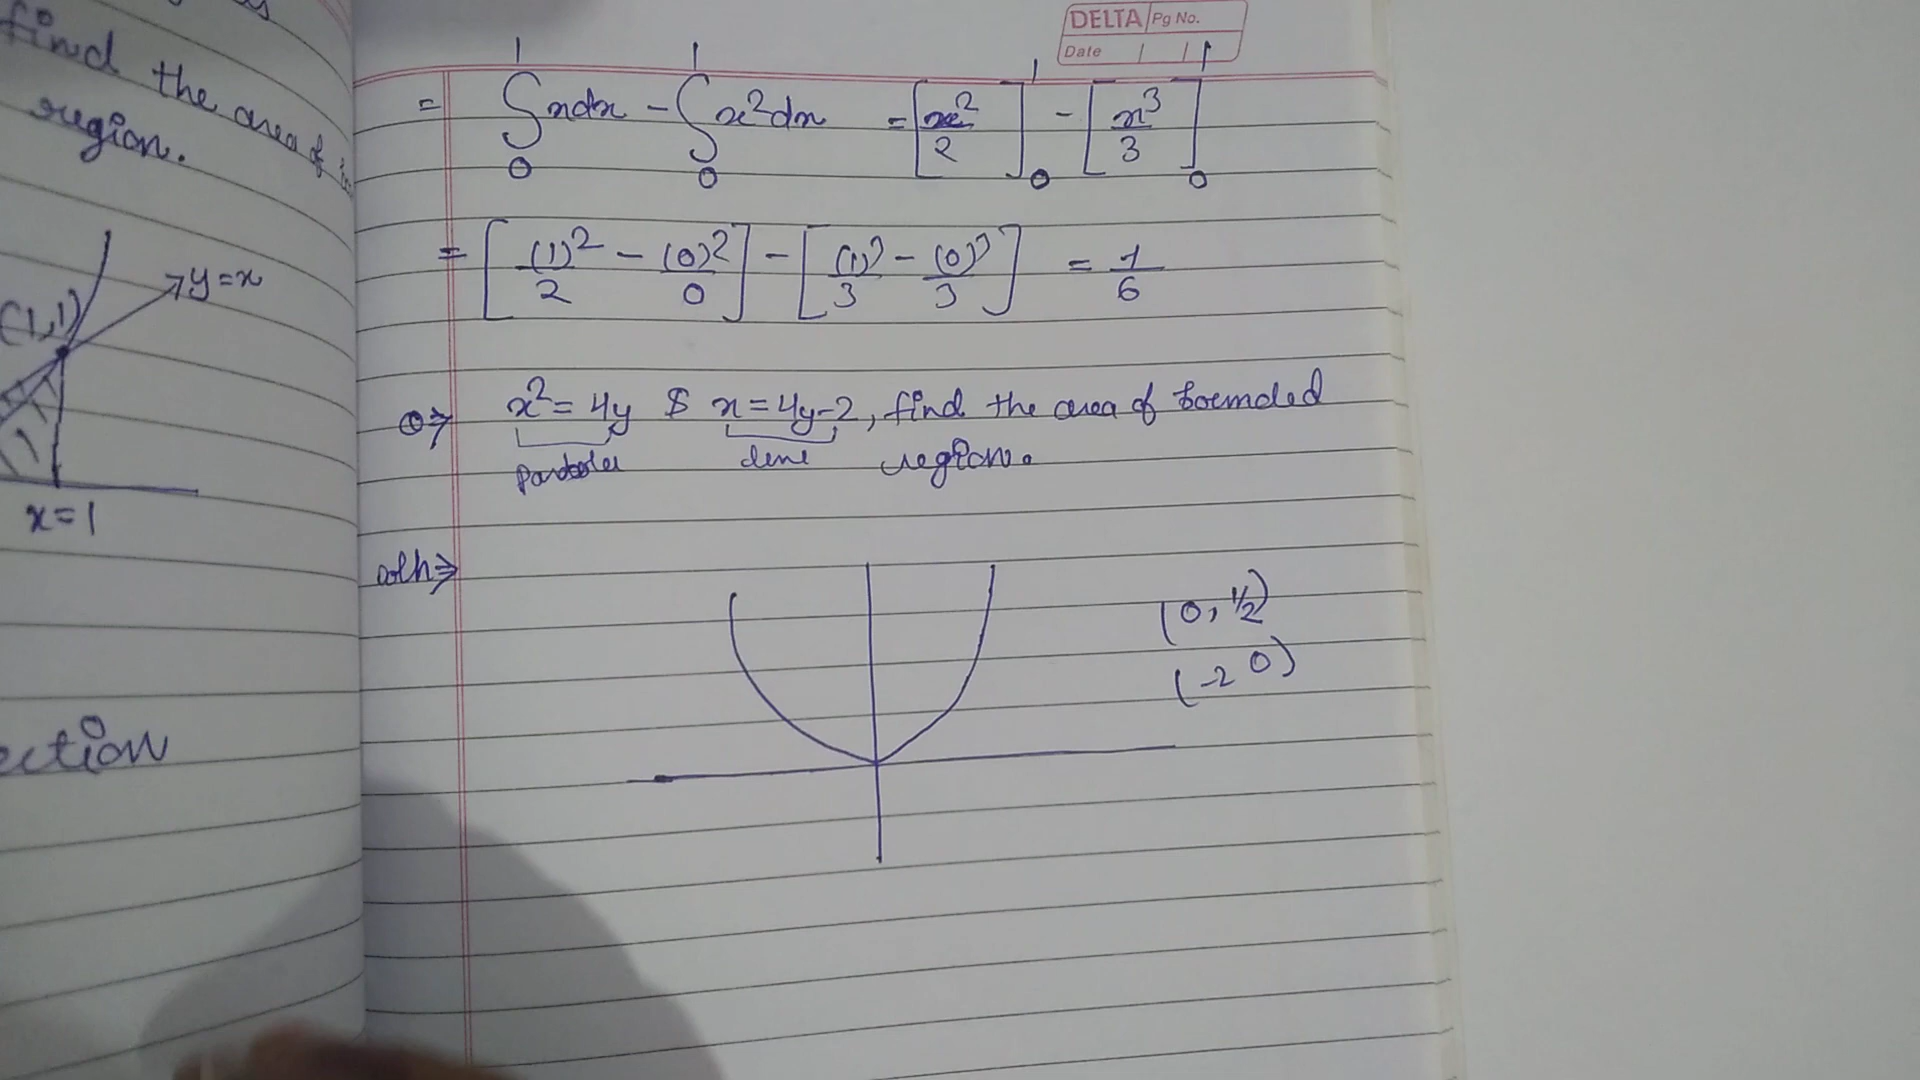 find the area of
region.
y=x
(1,1)
x=1
ection
DELTA Pg No.
Date / /
= ∫₀¹ x dx - ∫₀¹ x² dx = [x²/2]₀¹ - [x³/3]₀¹
= [(1)²/2 - (0)²/0] - [(1)³/3 - (0)³/3] = 1/6
Q⇒ x² = 4y & x = 4y-2, find the area of bounded
parabola line region.
soln⇒
(0, 1/2)
(-2 0)